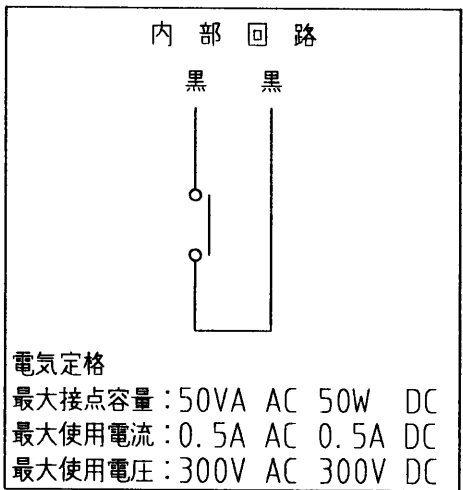 内部回路
黒 黒
電気定格
最大接点容量：50VA AC 50W DC
最大使用電流：0.5A AC 0.5A DC
最大使用電圧：300V AC 300V DC